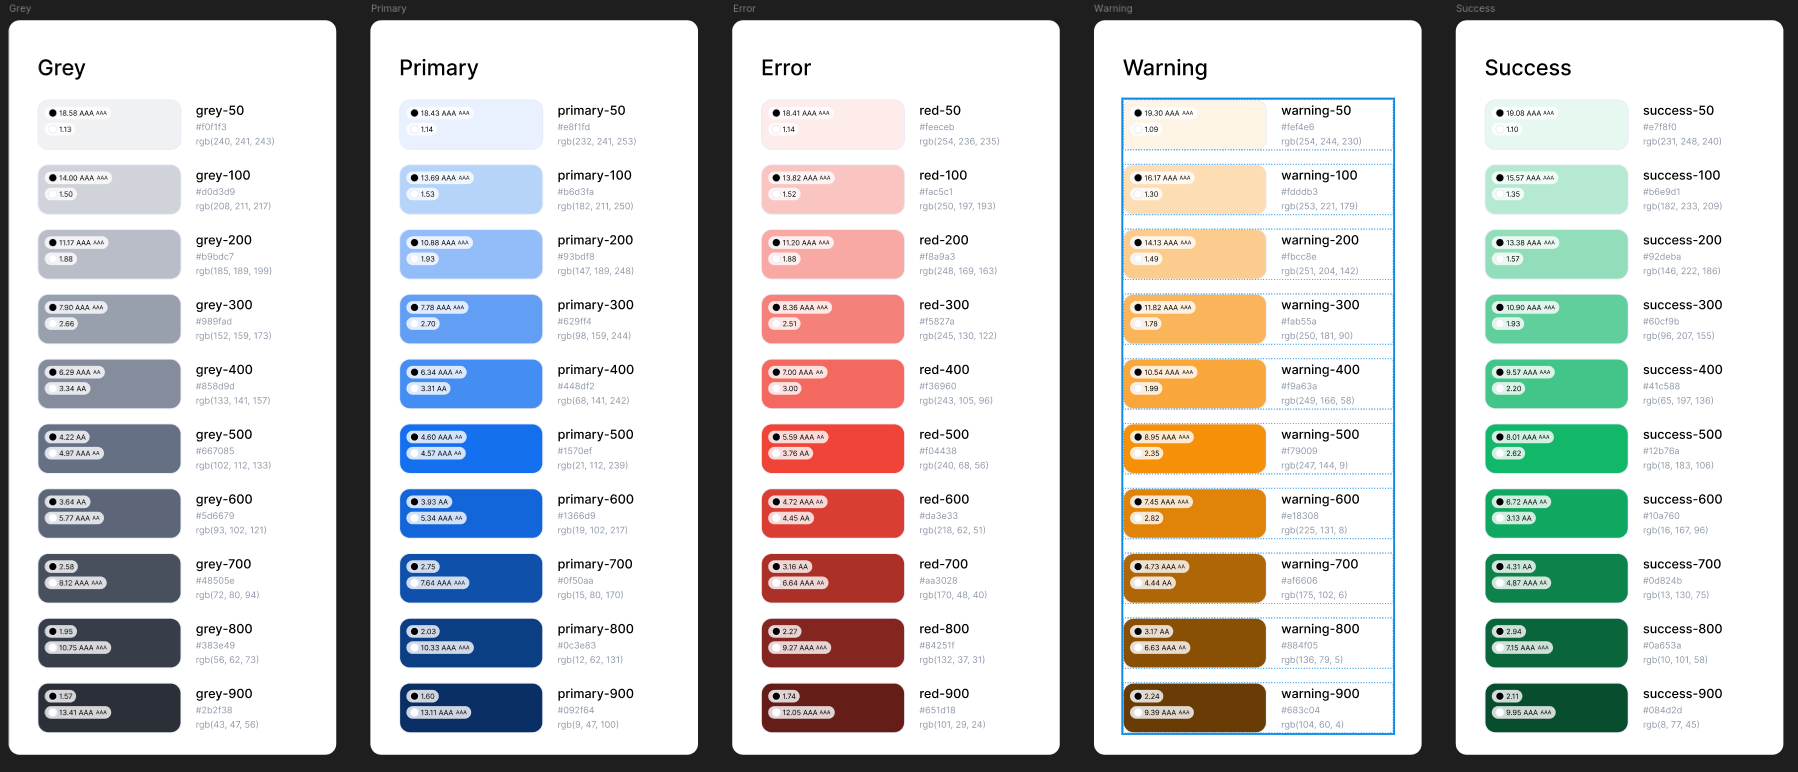 Grey
Grey
18.58 AAA AAA
1.13
grey-50
#f0f1f3
rgb(240, 241, 243)
14.00 AAA AAA
1.50
grey-100
#d0d3d9
rgb(208, 211, 217)
11.17 AAA AAA
1.88
grey-200
#b9bdc7
rgb(185, 189, 199)
7.90 AAA AAA
2.66
grey-300
#989fad
rgb(152, 159, 173)
6.29 AAA AA
3.34 AA
grey-400
#858d9d
rgb(133, 141, 157)
4.22 AA
4.97 AAA AA
grey-500
#667085
rgb(102, 112, 133)
3.64 AA
5.77 AAA AA
grey-600
#5d6679
rgb(93, 102, 121)
2.58
8.12 AAA AAA
grey-700
#48505e
rgb(72, 80, 94)
1.95
10.75 AAA AAA
grey-800
#383e49
rgb(56, 62, 73)
1.57
13.41 AAA AAA
grey-900
#2b2f38
rgb(43, 47, 56)
Primary
Primary
18.43 AAA AAA
1.14
primary-50
#e8f1fd
rgb(232, 241, 253)
13.69 AAA AAA
1.53
primary-100
#b6d3fa
rgb(182, 211, 250)
10.88 AAA AAA
1.93
primary-200
#93bdf8
rgb(147, 189, 248)
7.78 AAA AAA
2.70
primary-300
#629ff4
rgb(98, 159, 244)
6.34 AAA AA
3.31 AA
primary-400
#448df2
rgb(68, 141, 242)
4.60 AAA AA
4.57 AAA AA
primary-500
#1570ef
rgb(21, 112, 239)
3.93 AA
5.34 AAA AA
primary-600
#1366d9
rgb(19, 102, 217)
2.75
7.64 AAA AAA
primary-700
#0f50aa
rgb(15, 80, 170)
2.03
10.33 AAA AAA
primary-800
#0c3e83
rgb(12, 62, 131)
1.60
13.11 AAA AAA
primary-900
#092f64
rgb(9, 47, 100)
Error
Error
18.41 AAA AAA
1.14
red-50
#feeceb
rgb(254, 236, 235)
13.82 AAA AAA
1.52
red-100
#fac5c1
rgb(250, 197, 193)
11.20 AAA AAA
1.88
red-200
#f8a9a3
rgb(248, 169, 163)
8.36 AAA AAA
2.51
red-300
#f5827a
rgb(245, 130, 122)
7.00 AAA AA
3.00
red-400
#f36960
rgb(243, 105, 96)
5.59 AAA AA
3.76 AA
red-500
#f04438
rgb(240, 68, 56)
4.72 AAA AA
4.45 AA
red-600
#da3e33
rgb(218, 62, 51)
3.16 AA
6.64 AAA AA
red-700
#aa3028
rgb(170, 48, 40)
2.27
9.27 AAA AAA
red-800
#84251f
rgb(132, 37, 31)
1.74
12.05 AAA AAA
red-900
#651d18
rgb(101, 29, 24)
Warning
Warning
19.30 AAA AAA
1.09
warning-50
#fef4e6
rgb(254, 244, 230)
16.17 AAA AAA
1.30
warning-100
#fdddb3
rgb(253, 221, 179)
14.13 AAA AAA
1.49
warning-200
#fbcc8e
rgb(251, 204, 142)
11.82 AAA AAA
1.78
warning-300
#fab55a
rgb(250, 181, 90)
10.54 AAA AAA
1.99
warning-400
#f9a63a
rgb(249, 166, 58)
8.95 AAA AAA
2.35
warning-500
#f79009
rgb(247, 144, 9)
7.45 AAA AAA
2.82
warning-600
#e18308
rgb(225, 131, 8)
4.73 AAA AA
4.44 AA
warning-700
#af6606
rgb(175, 102, 6)
3.17 AA
6.63 AAA AA
warning-800
#884f05
rgb(136, 79, 5)
2.24
9.39 AAA AAA
warning-900
#683c04
rgb(104, 60, 4)
Success
Success
19.08 AAA AAA
1.10
success-50
#e7f8f0
rgb(231, 248, 240)
15.57 AAA AAA
1.35
success-100
#b6e9d1
rgb(182, 233, 209)
13.38 AAA AAA
1.57
success-200
#92deba
rgb(146, 222, 186)
10.90 AAA AAA
1.93
success-300
#60cf9b
rgb(96, 207, 155)
9.57 AAA AAA
2.20
success-400
#41c588
rgb(65, 197, 136)
8.01 AAA AAA
2.62
success-500
#12b76a
rgb(18, 183, 106)
6.72 AAA AA
3.13 AA
success-600
#10a760
rgb(16, 167, 96)
4.31 AA
4.87 AAA AA
success-700
#0d824b
rgb(13, 130, 75)
2.94
7.15 AAA AAA
success-800
#0a653a
rgb(10, 101, 58)
2.11
9.95 AAA AAA
success-900
#084d2d
rgb(8, 77, 45)